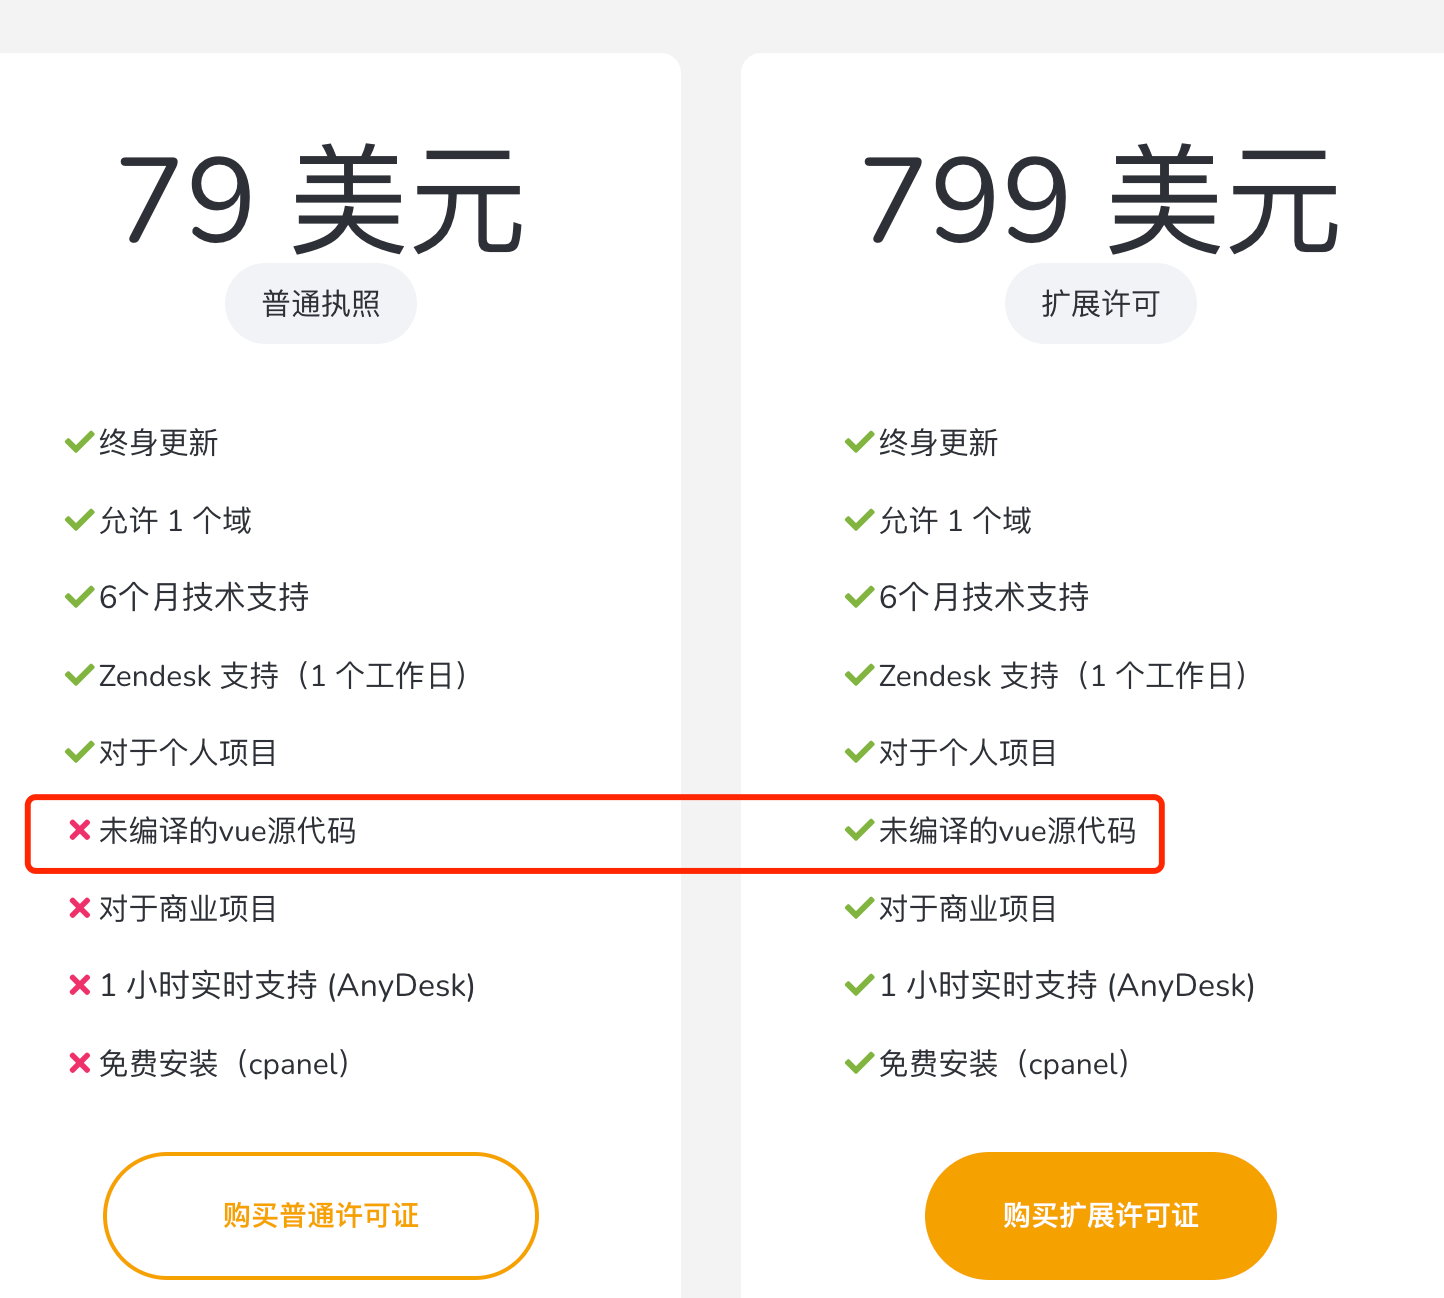 79 美元
普通执照
终身更新
允许 1 个域
6个月技术支持
Zendesk 支持（1 个工作日）
对于个人项目
未编译的vue源代码
对于商业项目
1 小时实时支持 (AnyDesk)
免费安装（cpanel）
购买普通许可证
799 美元
扩展许可
终身更新
允许 1 个域
6个月技术支持
Zendesk 支持（1 个工作日）
对于个人项目
未编译的vue源代码
对于商业项目
1 小时实时支持 (AnyDesk)
免费安装（cpanel）
购买扩展许可证